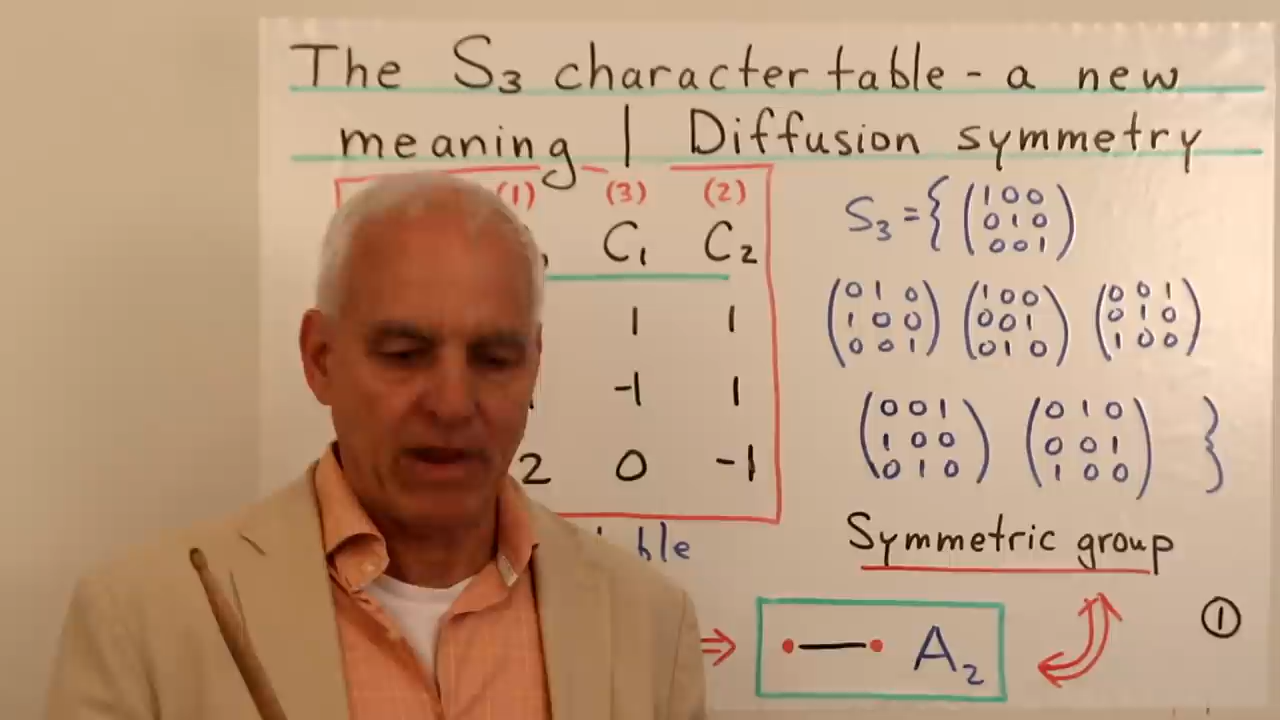 The S₃ character table - a new
meaning | Diffusion symmetry
(1) (3) (2)
C₁ C₂
1 1
-1 1
2 0 -1
S₃ = { (1 0 0
0 1 0
0 0 1)
(0 1 0
1 0 0
0 0 1) (1 0 0
0 0 1
0 1 0) (0 0 1
0 1 0
1 0 0)
(0 0 1
1 0 0
0 1 0) (0 1 0
0 0 1
1 0 0) }
Symmetric group
⇒ •—• A₂
①